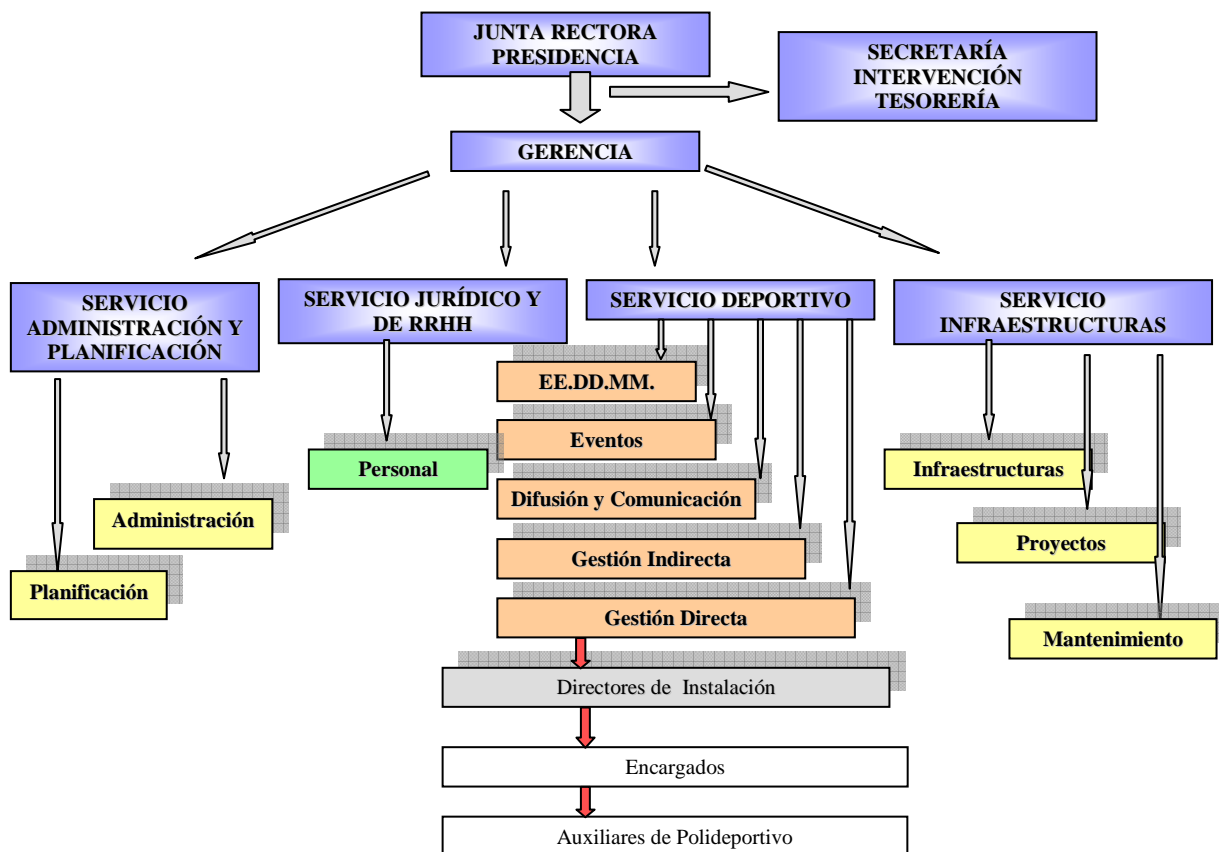 JUNTA RECTORA
PRESIDENCIA
SECRETARÍA
INTERVENCIÓN
TESORERÍA
GERENCIA
SERVICIO
ADMINISTRACIÓN Y
PLANIFICACIÓN
SERVICIO JURÍDICO Y
DE RRHH
SERVICIO DEPORTIVO
SERVICIO
INFRAESTRUCTURAS
EE.DD.MM.
Eventos
Personal
Infraestructuras
Difusión y Comunicación
Administración
Proyectos
Gestión Indirecta
Planificación
Gestión Directa
Mantenimiento
Directores de Instalación
Encargados
Auxiliares de Polideportivo